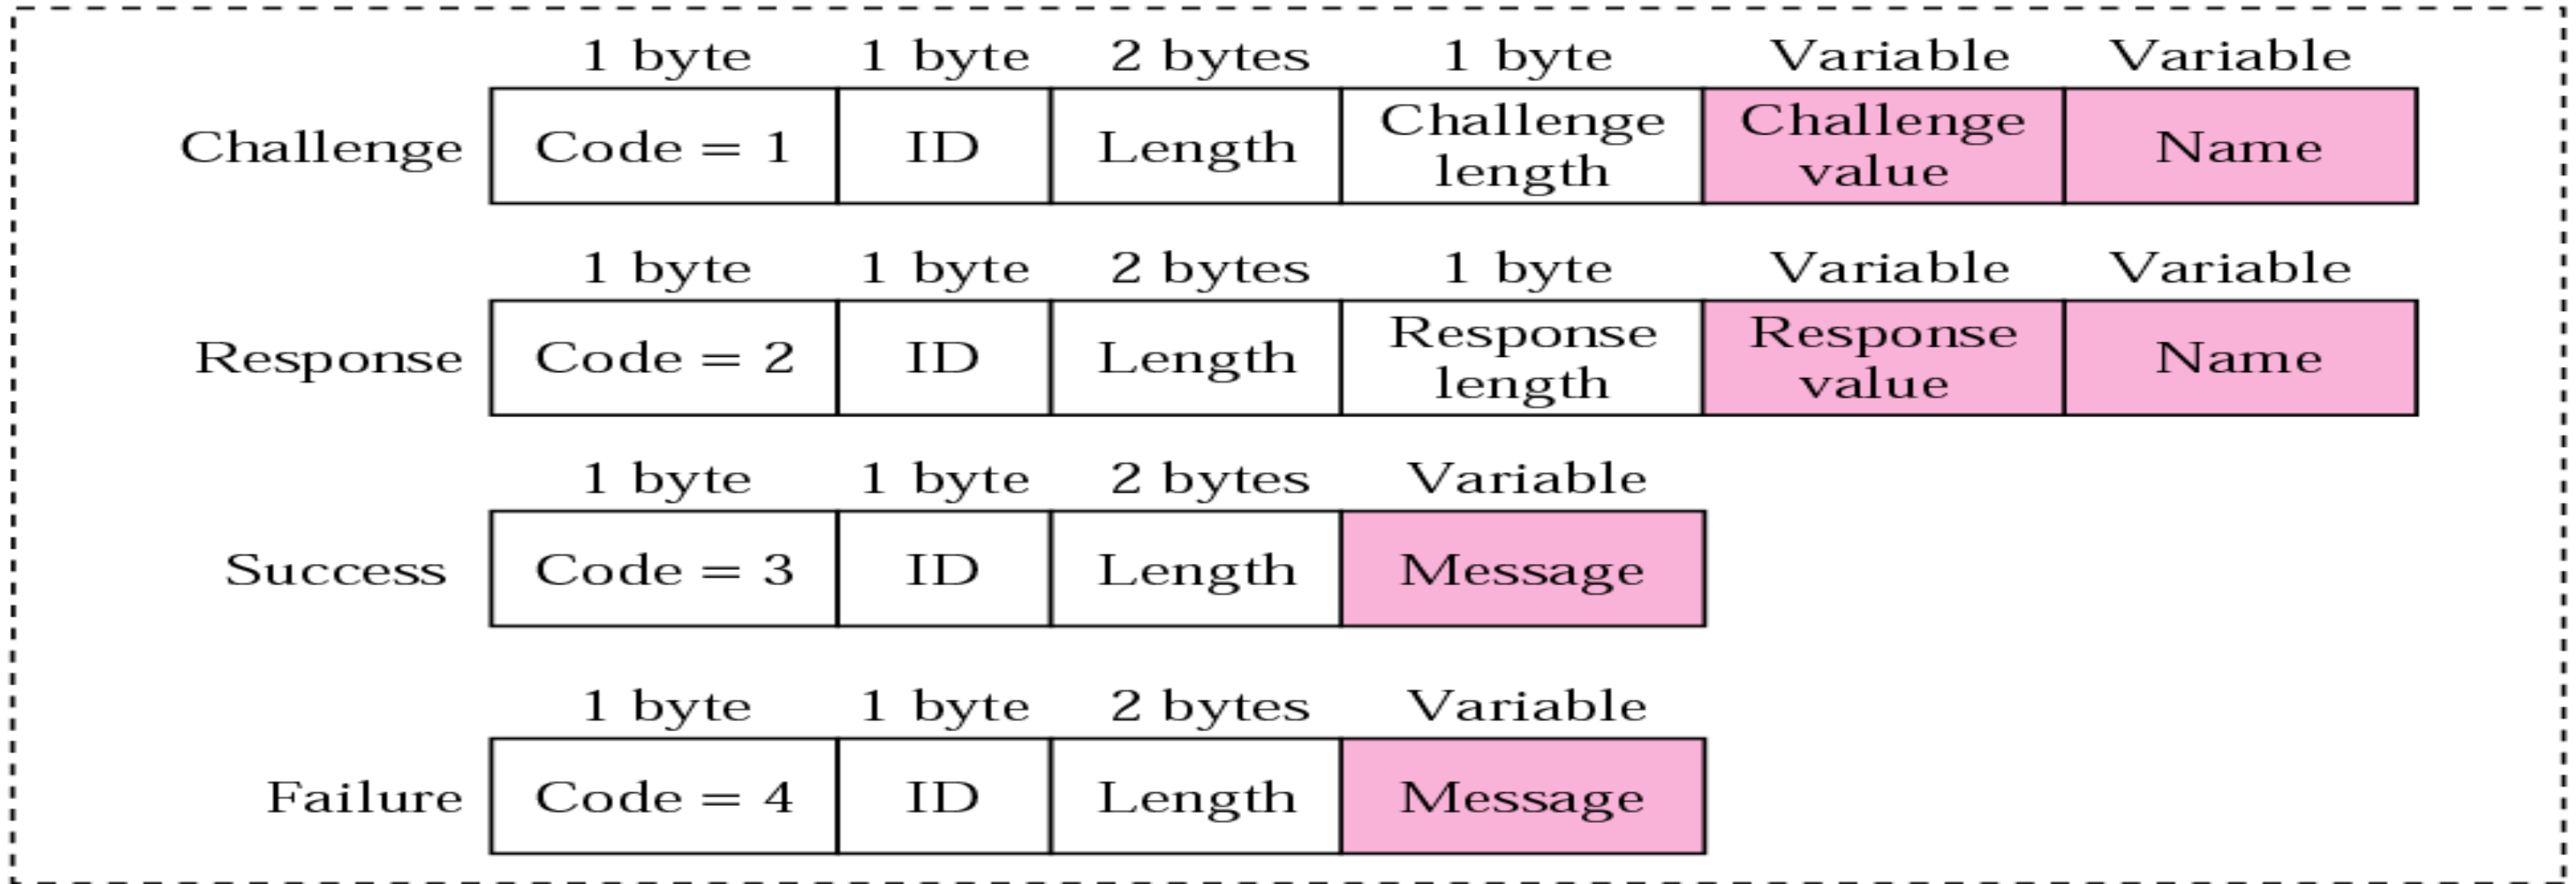 1 byte 1 byte 2 bytes 1 byte Variable Variable
Challenge Code = 1 ID Length Challenge length Challenge value Name
1 byte 1 byte 2 bytes 1 byte Variable Variable
Response Code = 2 ID Length Response length Response value Name
1 byte 1 byte 2 bytes Variable
Success Code = 3 ID Length Message
1 byte 1 byte 2 bytes Variable
Failure Code = 4 ID Length Message